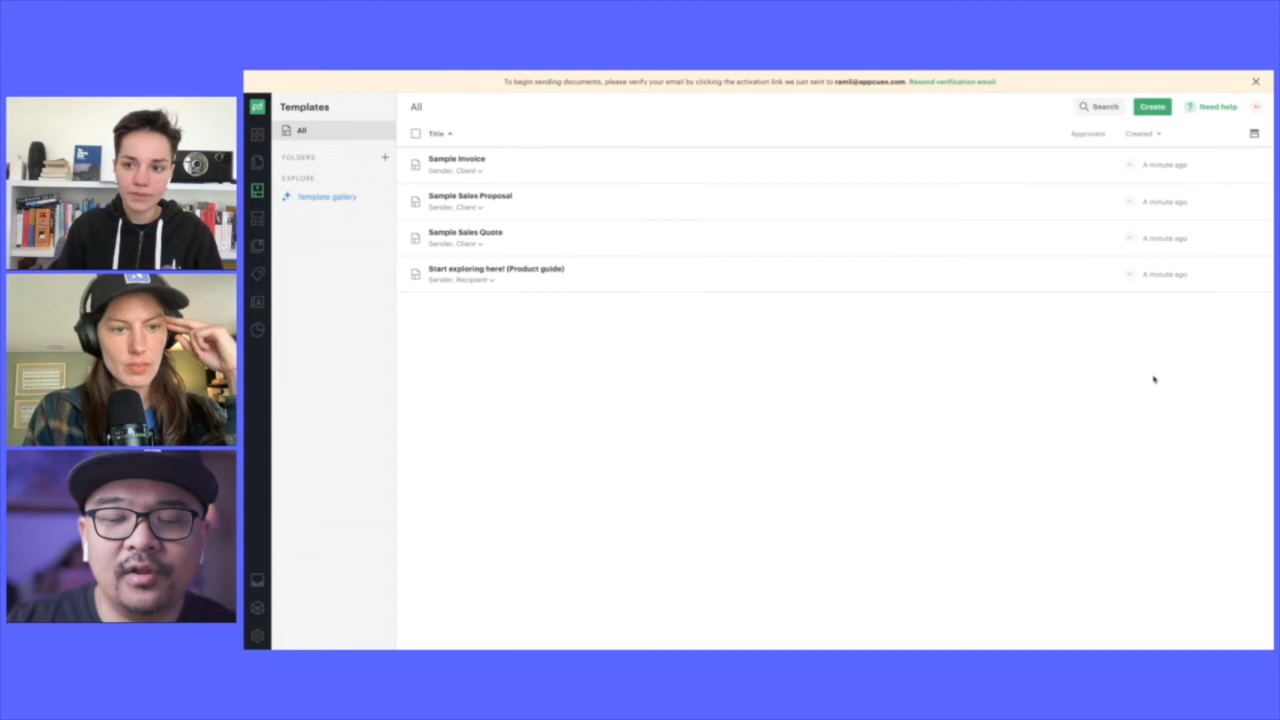 To begin sending documents, please verify your email by clicking the activation link we just sent to ramli@appcues.com. Resend verification email
pd
Templates
All
Search
Create
? Need help
All
Title
Approvers
Created
FOLDERS
EXPLORE
Template gallery
Sample Invoice
Sender, Client
A minute ago
Sample Sales Proposal
Sender, Client
A minute ago
Sample Sales Quote
Sender, Client
A minute ago
Start exploring here! (Product guide)
Sender, Recipient
A minute ago